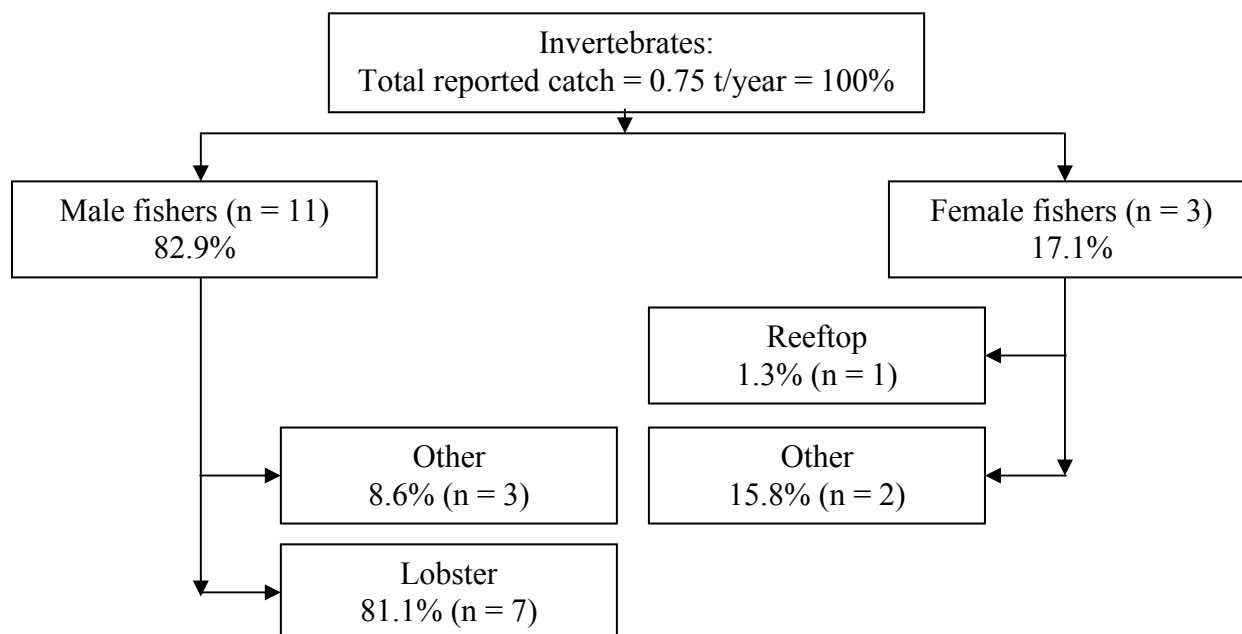 Invertebrates:
Total reported catch = 0.75 t/year = 100%
Male fishers (n = 11)
82.9%
Female fishers (n = 3)
17.1%
Reeftop
1.3% (n = 1)
Other
8.6% (n = 3)
Other
15.8% (n = 2)
Lobster
81.1% (n = 7)